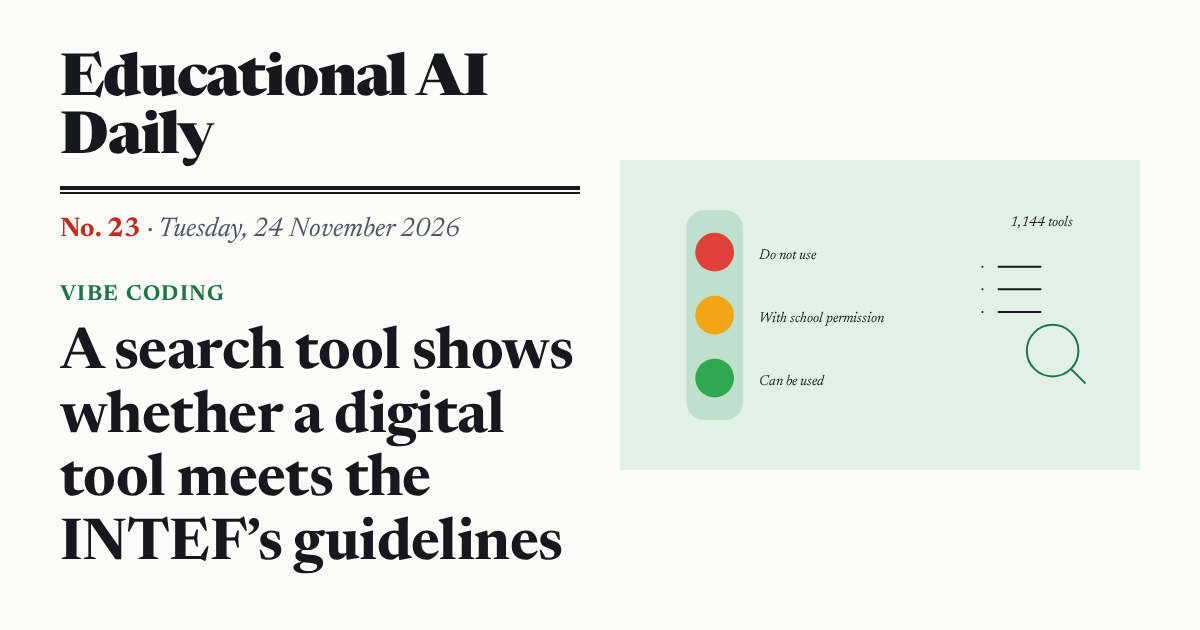 Educational AI
Daily
No. 23 · Tuesday, 24 November 2026
VIBE CODING
A search tool shows
whether a digital
tool meets the
INTEF’s guidelines
Do not use
With school permission
Can be used
1,144 tools